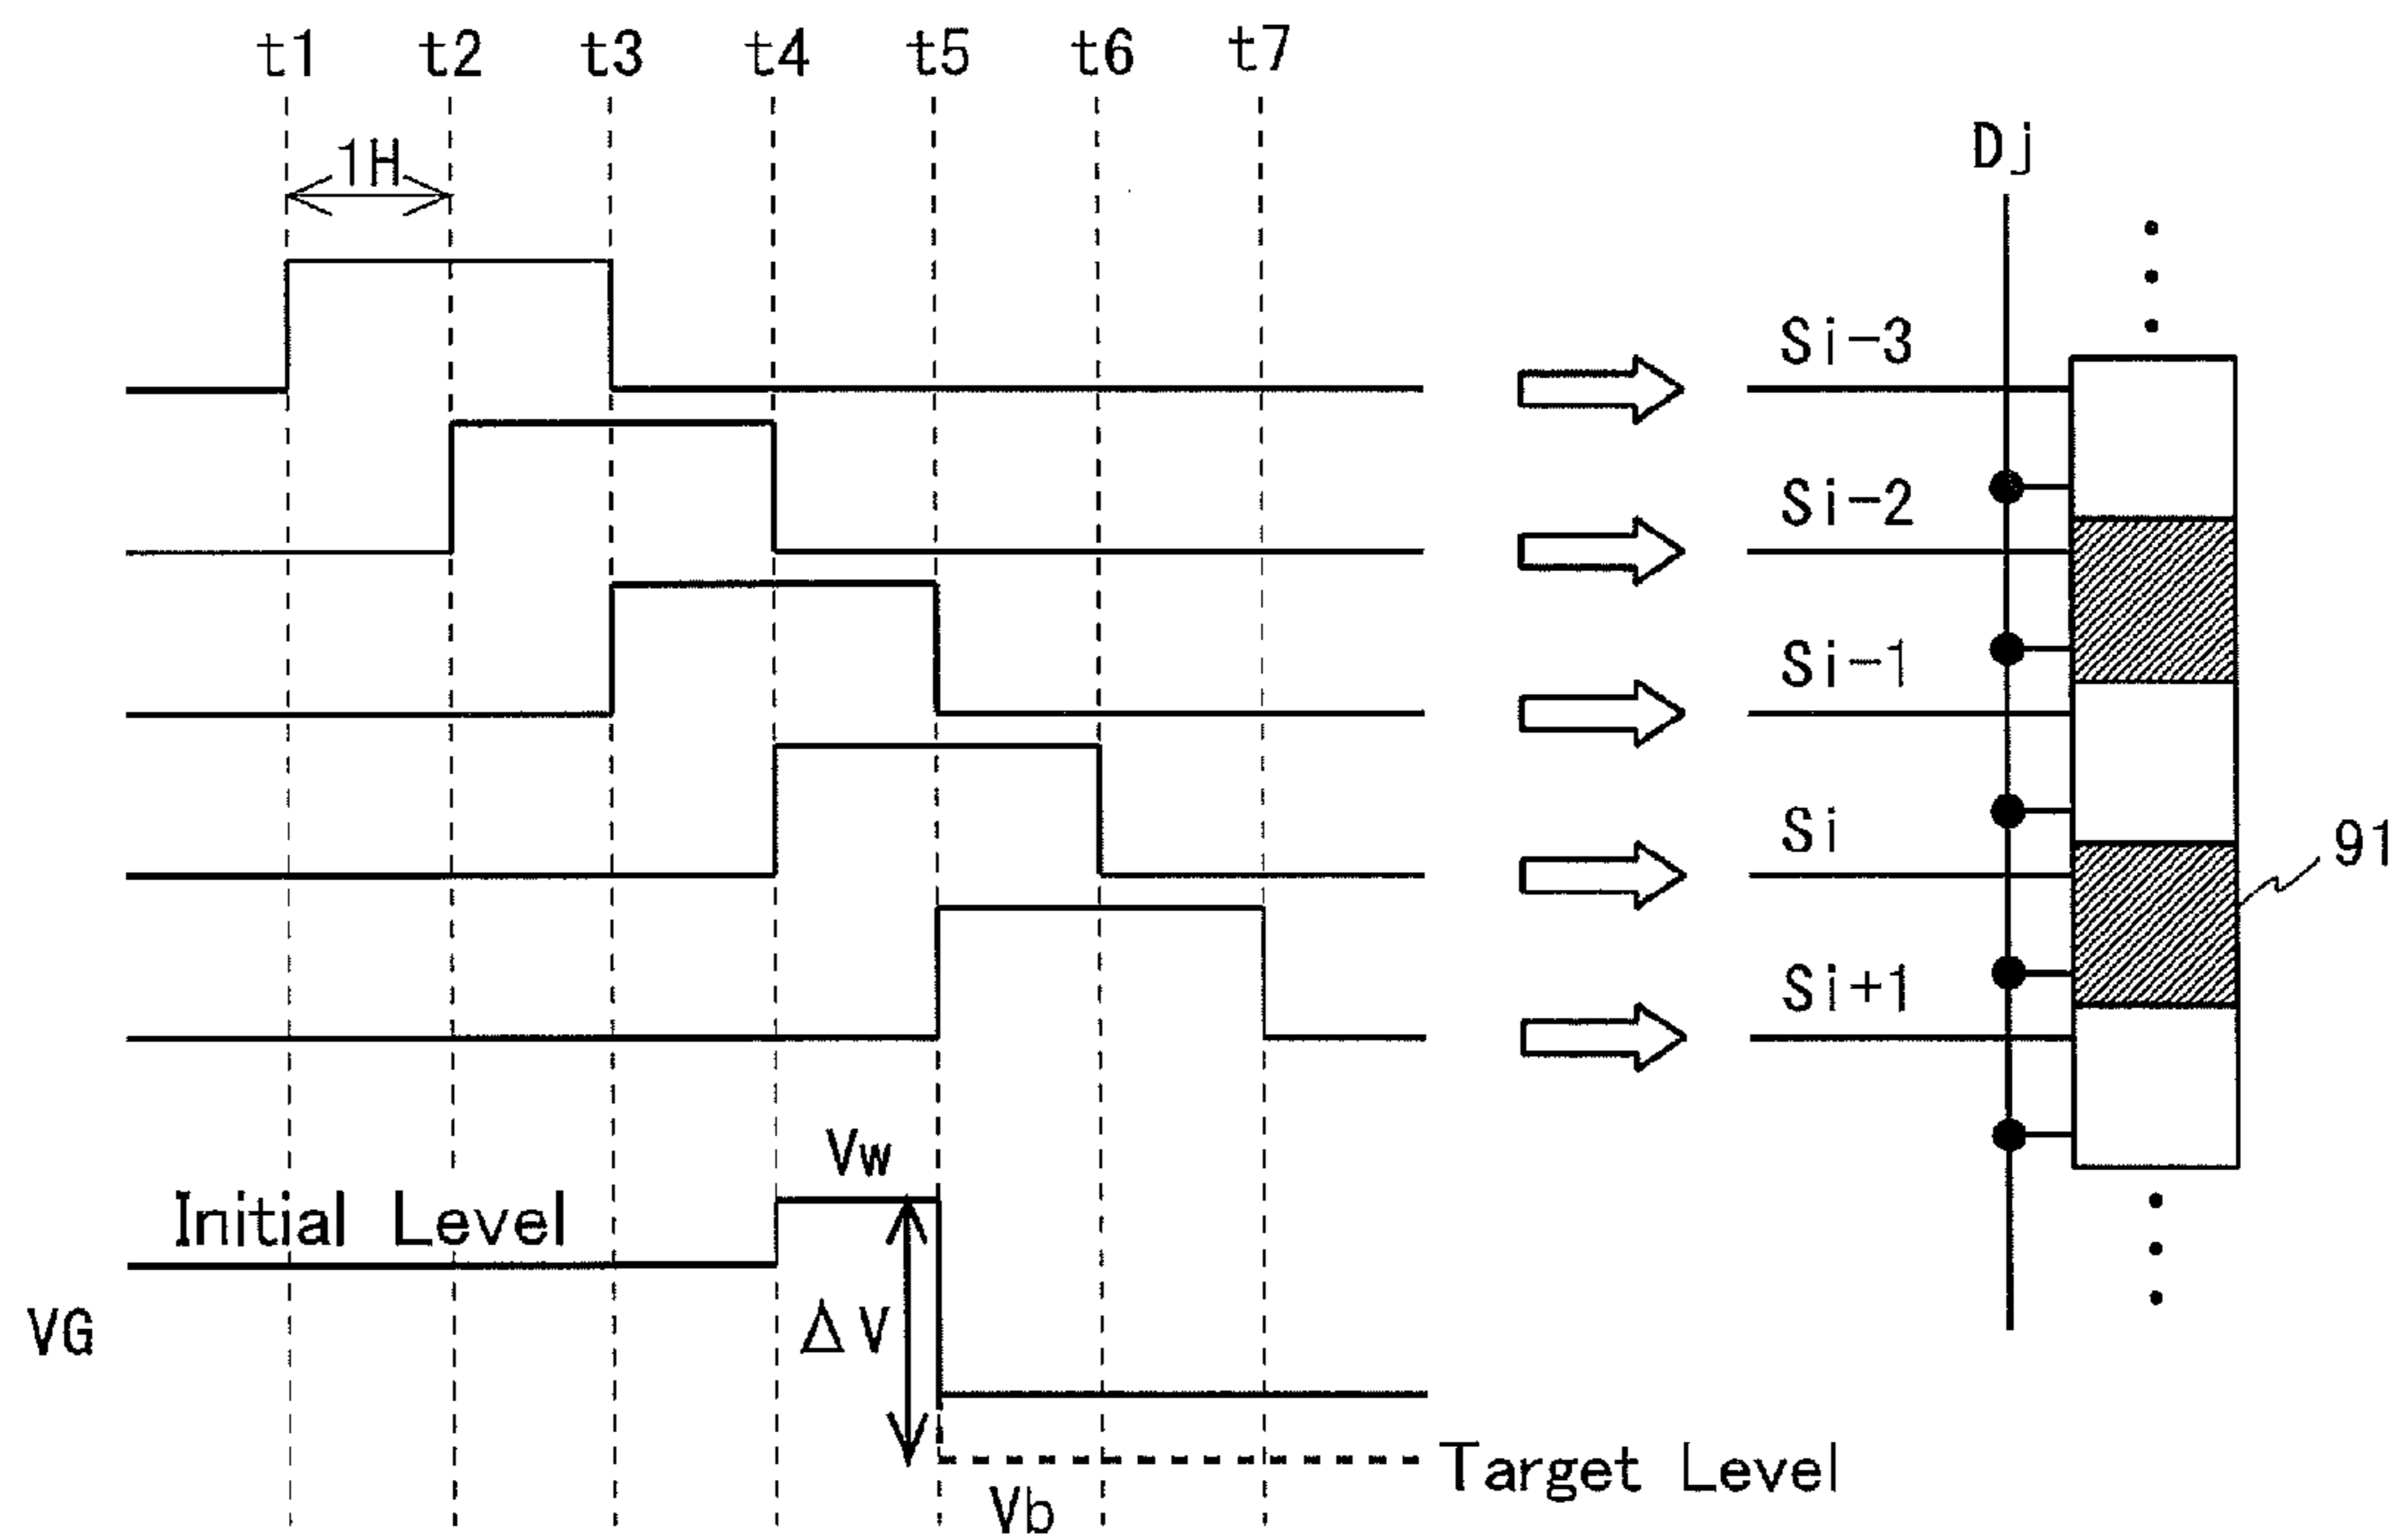 t1 t2 t3 t4 t5 t6 t7
1H
Dj
Si-3
Si-2
Si-1
Si
91
Si+1
Vw
Initial Level
VG
ΔV
Target Level
Vb